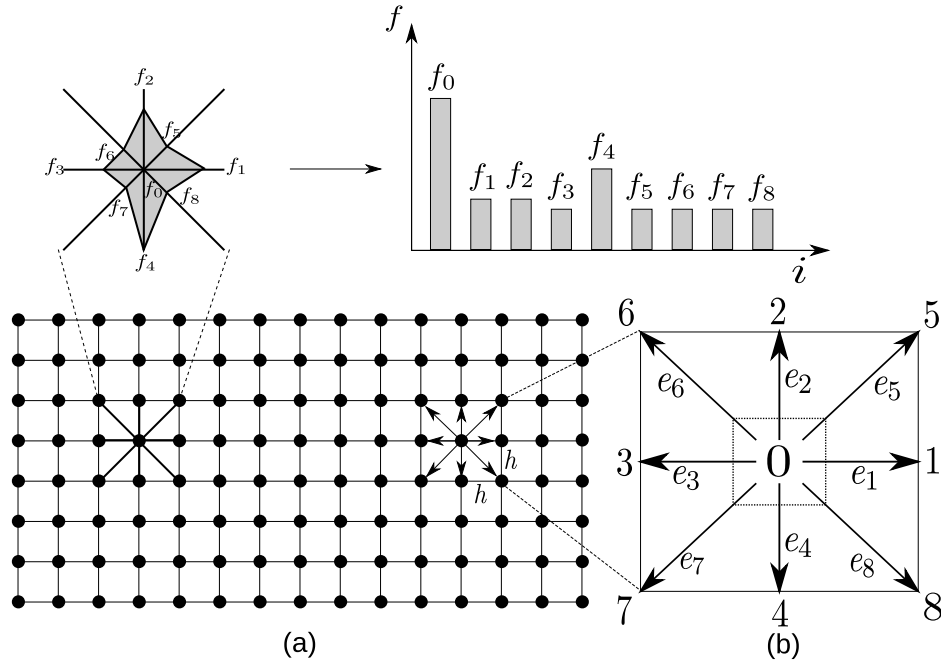 f
f₀
f₁ f₂ f₃ f₄ f₅ f₆ f₇ f₈
i
f₂
f₅
f₆
f₃ f₁
f₀
f₇ f₈
f₄
h
h
(a)
6 2 5
e₆ e₂ e₅
3 0 1
e₃ e₁
e₇ e₄ e₈
7 4 8
(b)